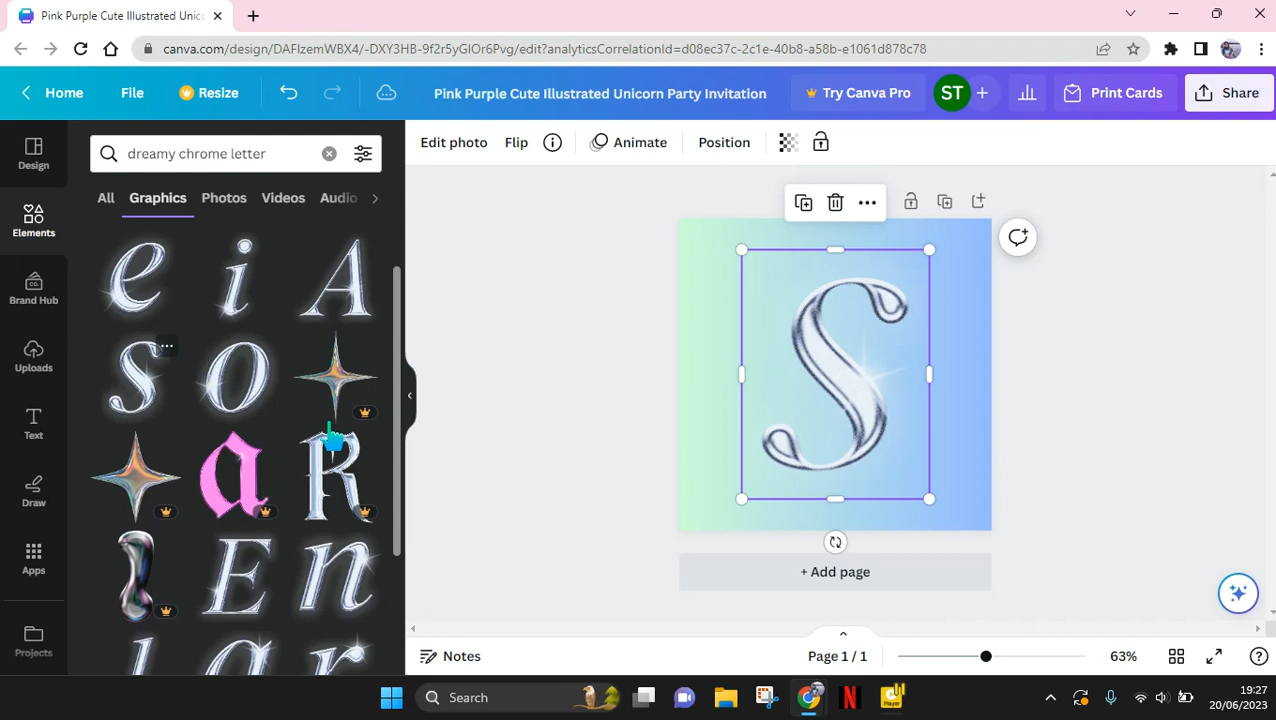 Pink Purple Cute Illustrated Unicc
canva.com/design/DAFIzemWBX4/-DXY3HB-9f2r5yGIOr6Pvg/edit?analyticsCorrelationId=d08ec37c-2c1e-40b8-a58b-e1061d878c78
Home File Resize Pink Purple Cute Illustrated Unicorn Party Invitation Try Canva Pro ST Print Cards Share
Design
Elements
Brand Hub
Uploads
Text
Draw
Apps
Projects
dreamy chrome letter
All Graphics Photos Videos Audio
e i A
S O
a R
l E n
i a r
Edit photo Flip Animate Position
S
+ Add page
Notes Page 1 / 1 63%
Search
Player
19:27
20/06/2023